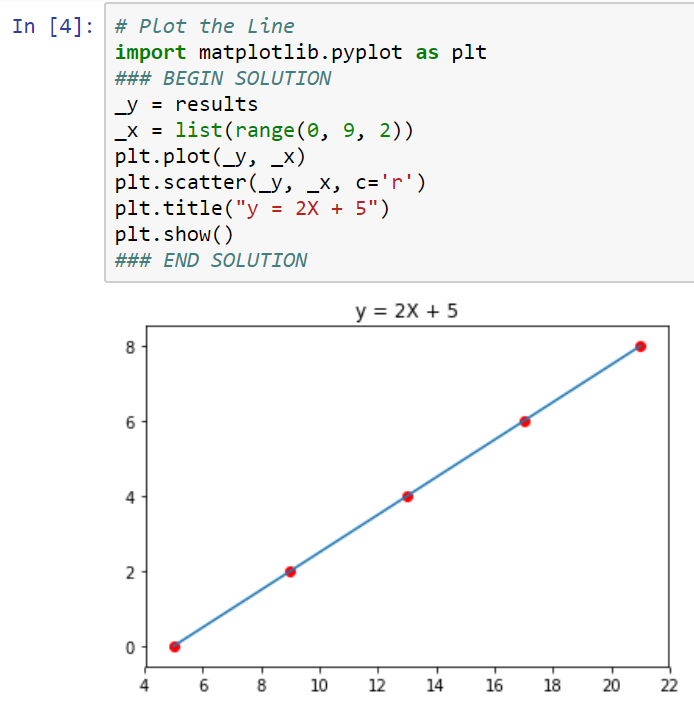 In [4]:
# Plot the Line
import matplotlib.pyplot as plt
### BEGIN SOLUTION
_y = results
_x = list(range(0, 9, 2))
plt.plot(_y, _x)
plt.scatter(_y, _x, c='r')
plt.title("y = 2X + 5")
plt.show()
### END SOLUTION
y = 2X + 5
8
6
4
2
0
4 6 8 10 12 14 16 18 20 22